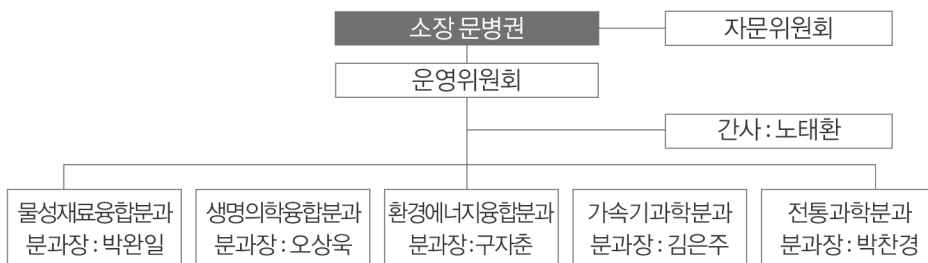 소장 문병권
자문위원회
운영위원회
간사 : 노태환
물성재료융합분과
분과장 : 박완일
생명의학융합분과
분과장 : 오상욱
환경에너지융합분과
분과장 : 구자춘
가속기과학분과
분과장 : 김은주
전통과학분과
분과장 : 박찬경